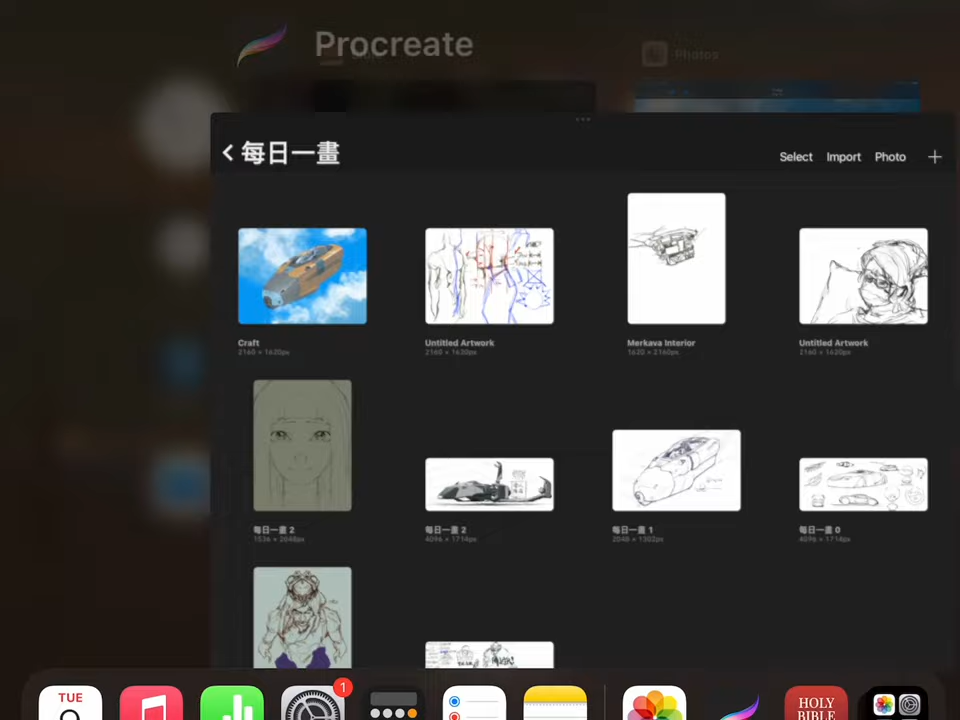 Procreate
Photos
每日一畫
Select
Import
Photo
Craft
2160 × 1620px
Untitled Artwork
2160 × 1620px
Merkava Interior
1620 × 2160px
Untitled Artwork
2160 × 1620px
每日一畫 2
1536 × 2048px
每日一畫 2
4096 × 1714px
每日一畫 1
2048 × 1302px
每日一畫 0
4096 × 1714px
TUE
1
HOLY
BIBLE